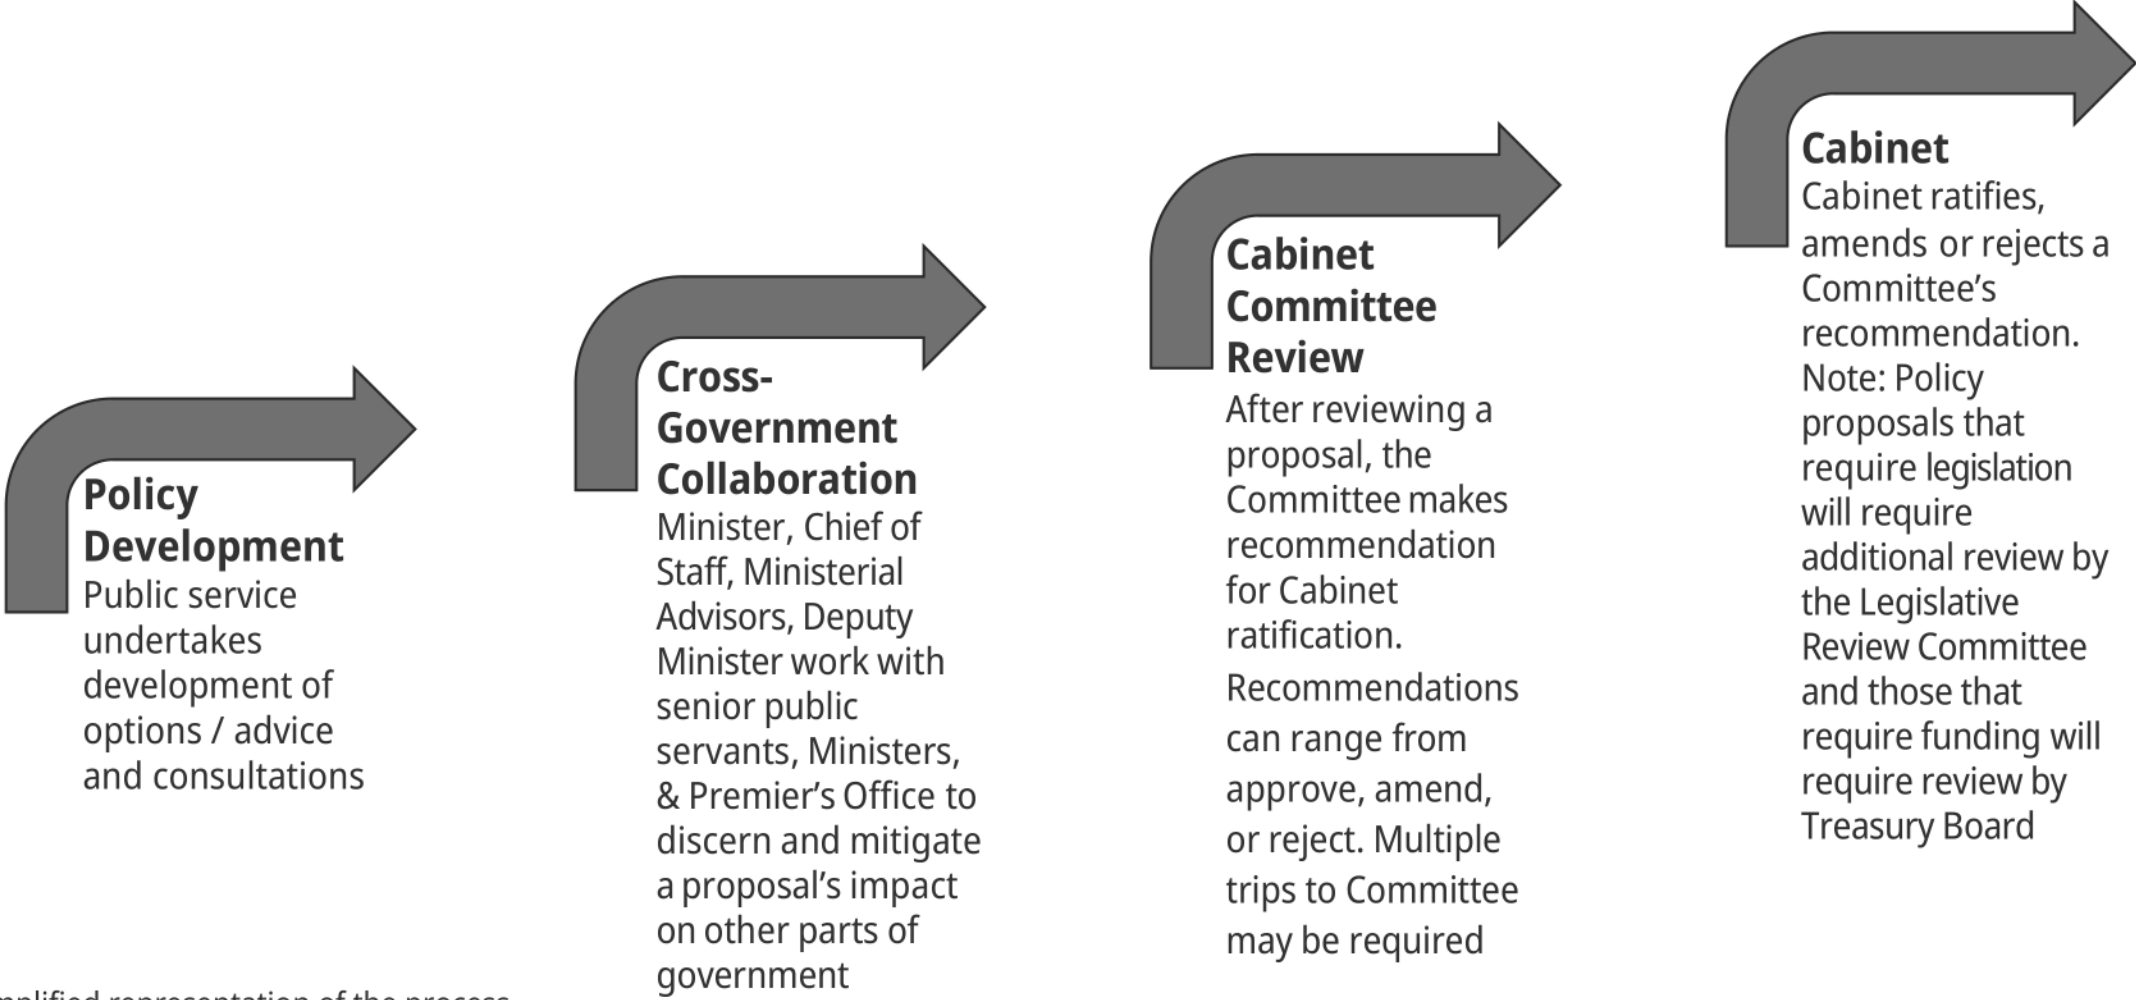 Policy
Development
Public service
undertakes
development of
options / advice
and consultations
Cross-
Government
Collaboration
Minister, Chief of
Staff, Ministerial
Advisors, Deputy
Minister work with
senior public
servants, Ministers,
& Premier’s Office to
discern and mitigate
a proposal’s impact
on other parts of
government
Cabinet
Committee
Review
After reviewing a
proposal, the
Committee makes
recommendation
for Cabinet
ratification.
Recommendations
can range from
approve, amend,
or reject. Multiple
trips to Committee
may be required
Cabinet
Cabinet ratifies,
amends or rejects a
Committee’s
recommendation.
Note: Policy
proposals that
require legislation
will require
additional review by
the Legislative
Review Committee
and those that
require funding will
require review by
Treasury Board
representation of the process